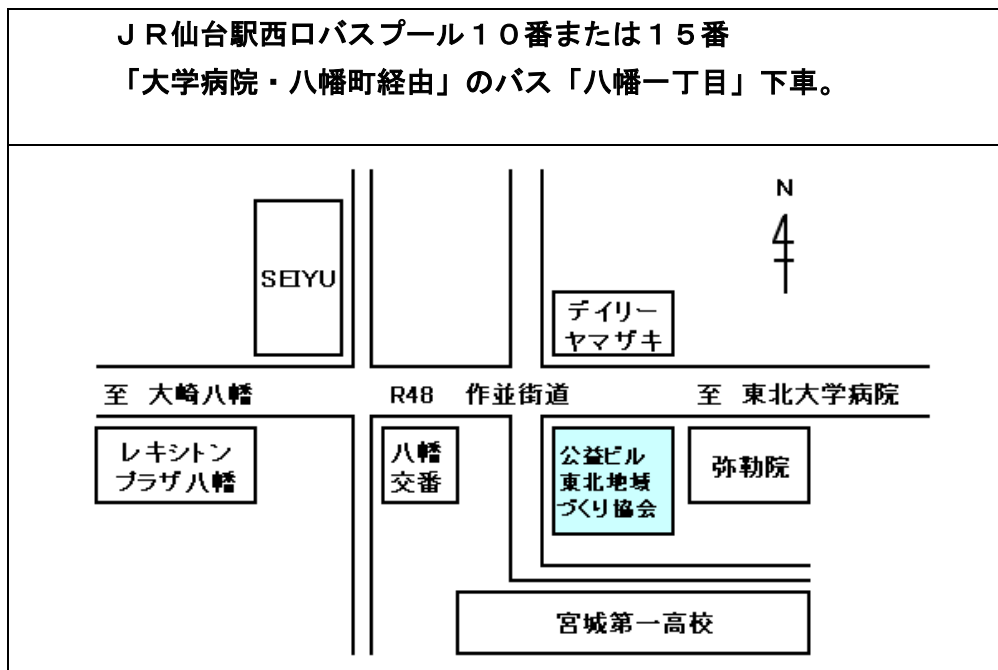 ＪＲ仙台駅西口バスプール１０番または１５番
「大学病院・八幡町経由」のバス「八幡一丁目」下車。
N
SEIYU
デイリー
ヤマザキ
至 大崎八幡
R48 作並街道
至 東北大学病院
レキシトン
プラザ八幡
八幡
交番
公益ビル
東北地域
づくり協会
弥勒院
宮城第一高校